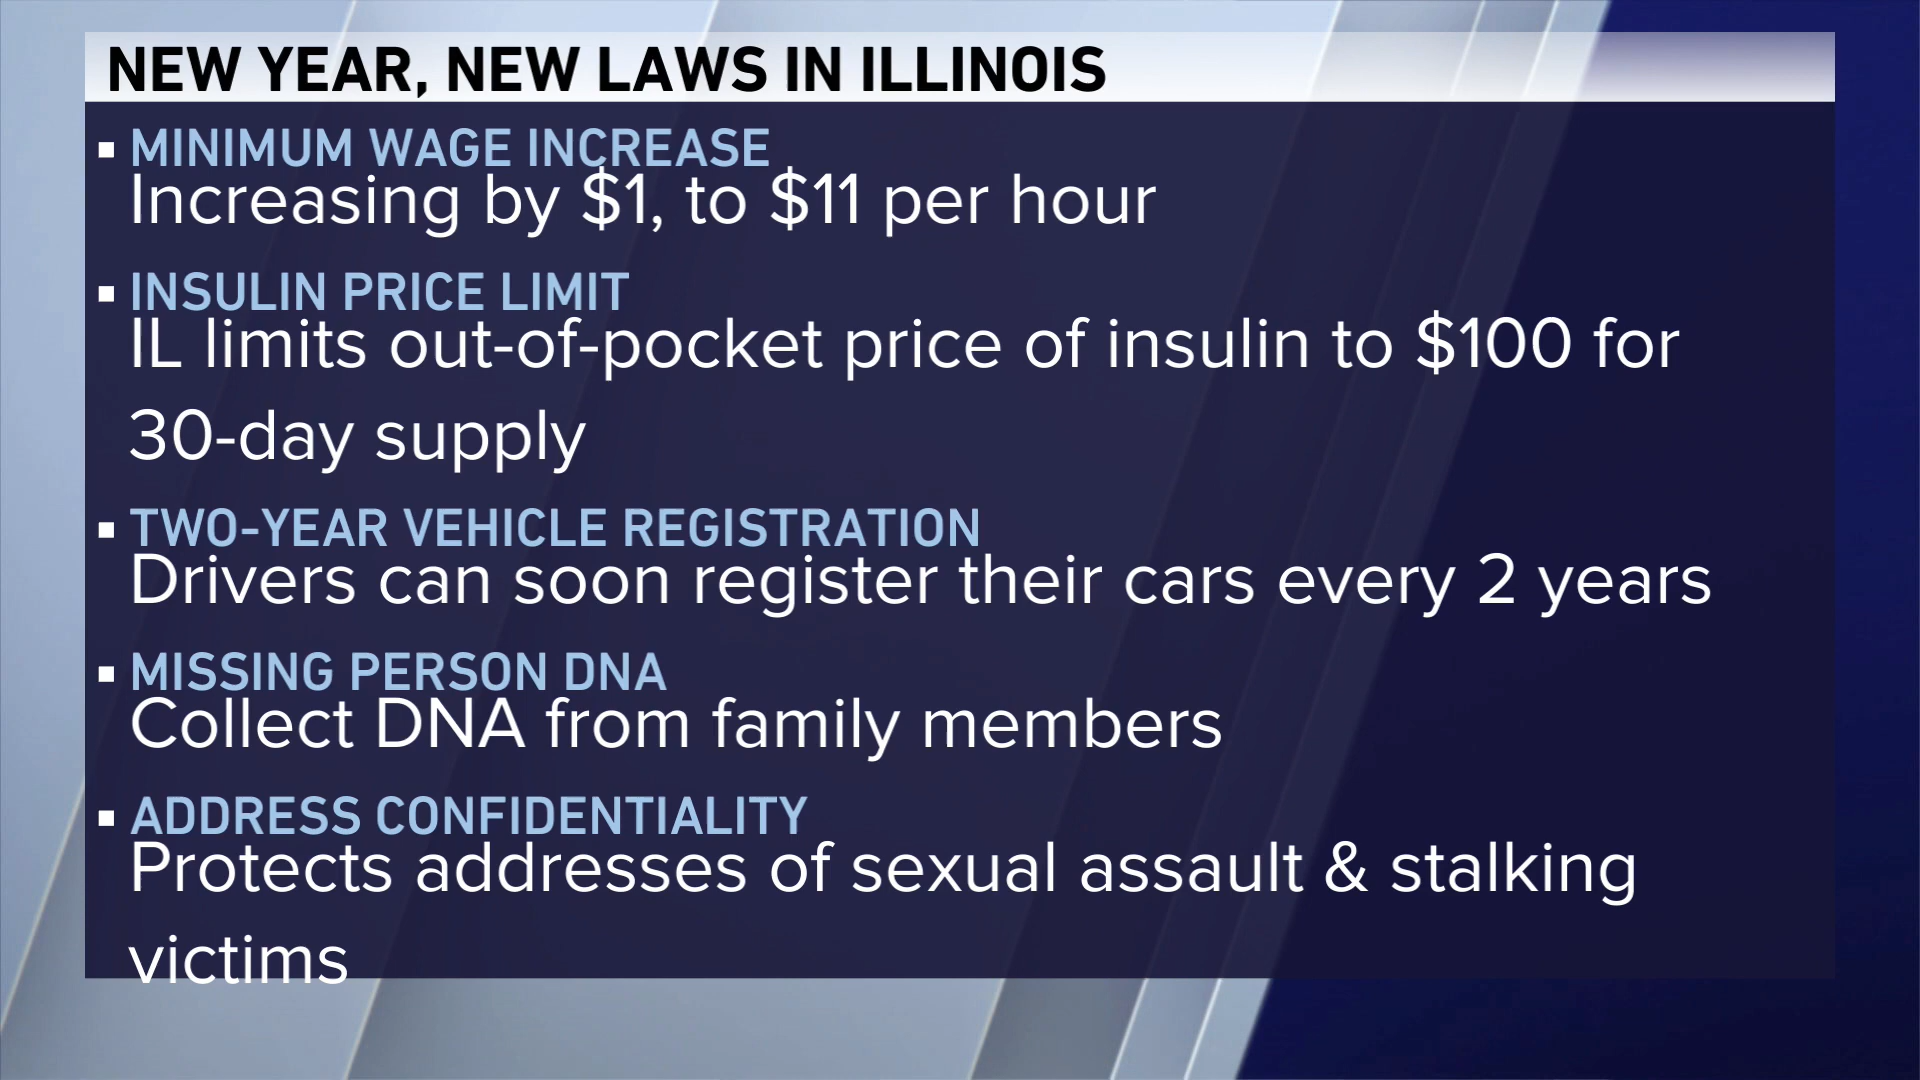 NEW YEAR, NEW LAWS IN ILLINOIS
▪ MINIMUM WAGE INCREASE
Increasing by $1, to $11 per hour
▪ INSULIN PRICE LIMIT
IL limits out-of-pocket price of insulin to $100 for
30-day supply
▪ TWO-YEAR VEHICLE REGISTRATION
Drivers can soon register their cars every 2 years
▪ MISSING PERSON DNA
Collect DNA from family members
▪ ADDRESS CONFIDENTIALITY
Protects addresses of sexual assault & stalking
victims